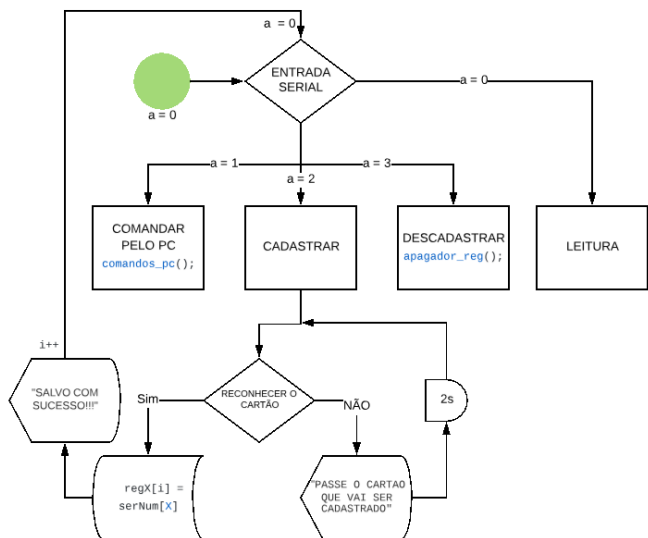 a = 0
ENTRADA
SERIAL
a = 0
a = 0
a = 1
a = 3
a = 2
COMANDAR
PELO PC
comandos_pc();
CADASTRAR
DESCADASTRAR
apagador_reg();
LEITURA
i++
"SALVO COM
SUCESSO!!!"
Sim
RECONHECER O
CARTÃO
NÃO
2s
regX[i] =
serNum[X]
"PASSE O CARTAO
QUE VAI SER
CADASTRADO"